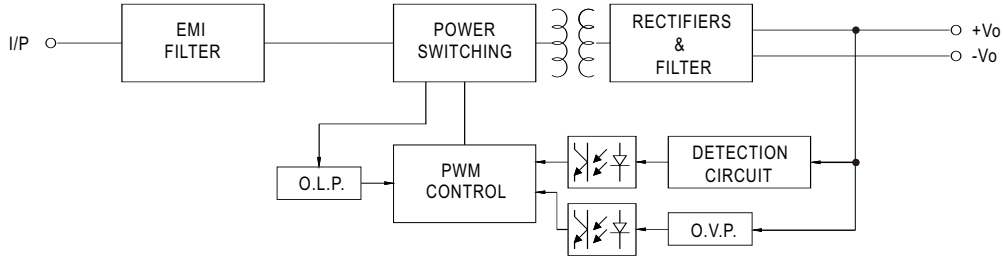 I/P
EMI
FILTER
POWER
SWITCHING
RECTIFIERS
&
FILTER
+Vo
-Vo
O.L.P.
PWM
CONTROL
DETECTION
CIRCUIT
O.V.P.